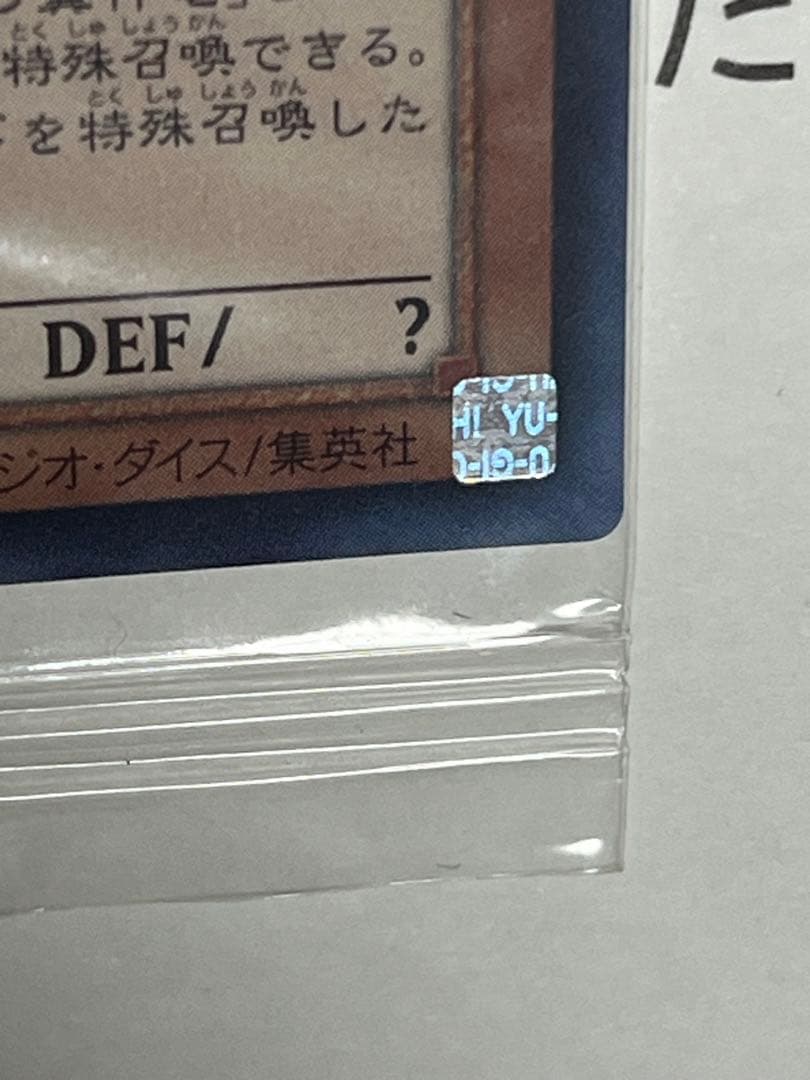 特殊召喚できる。
を特殊召喚した
DEF/ ?
ジオ・ダイス/集英社
H! YU-
た